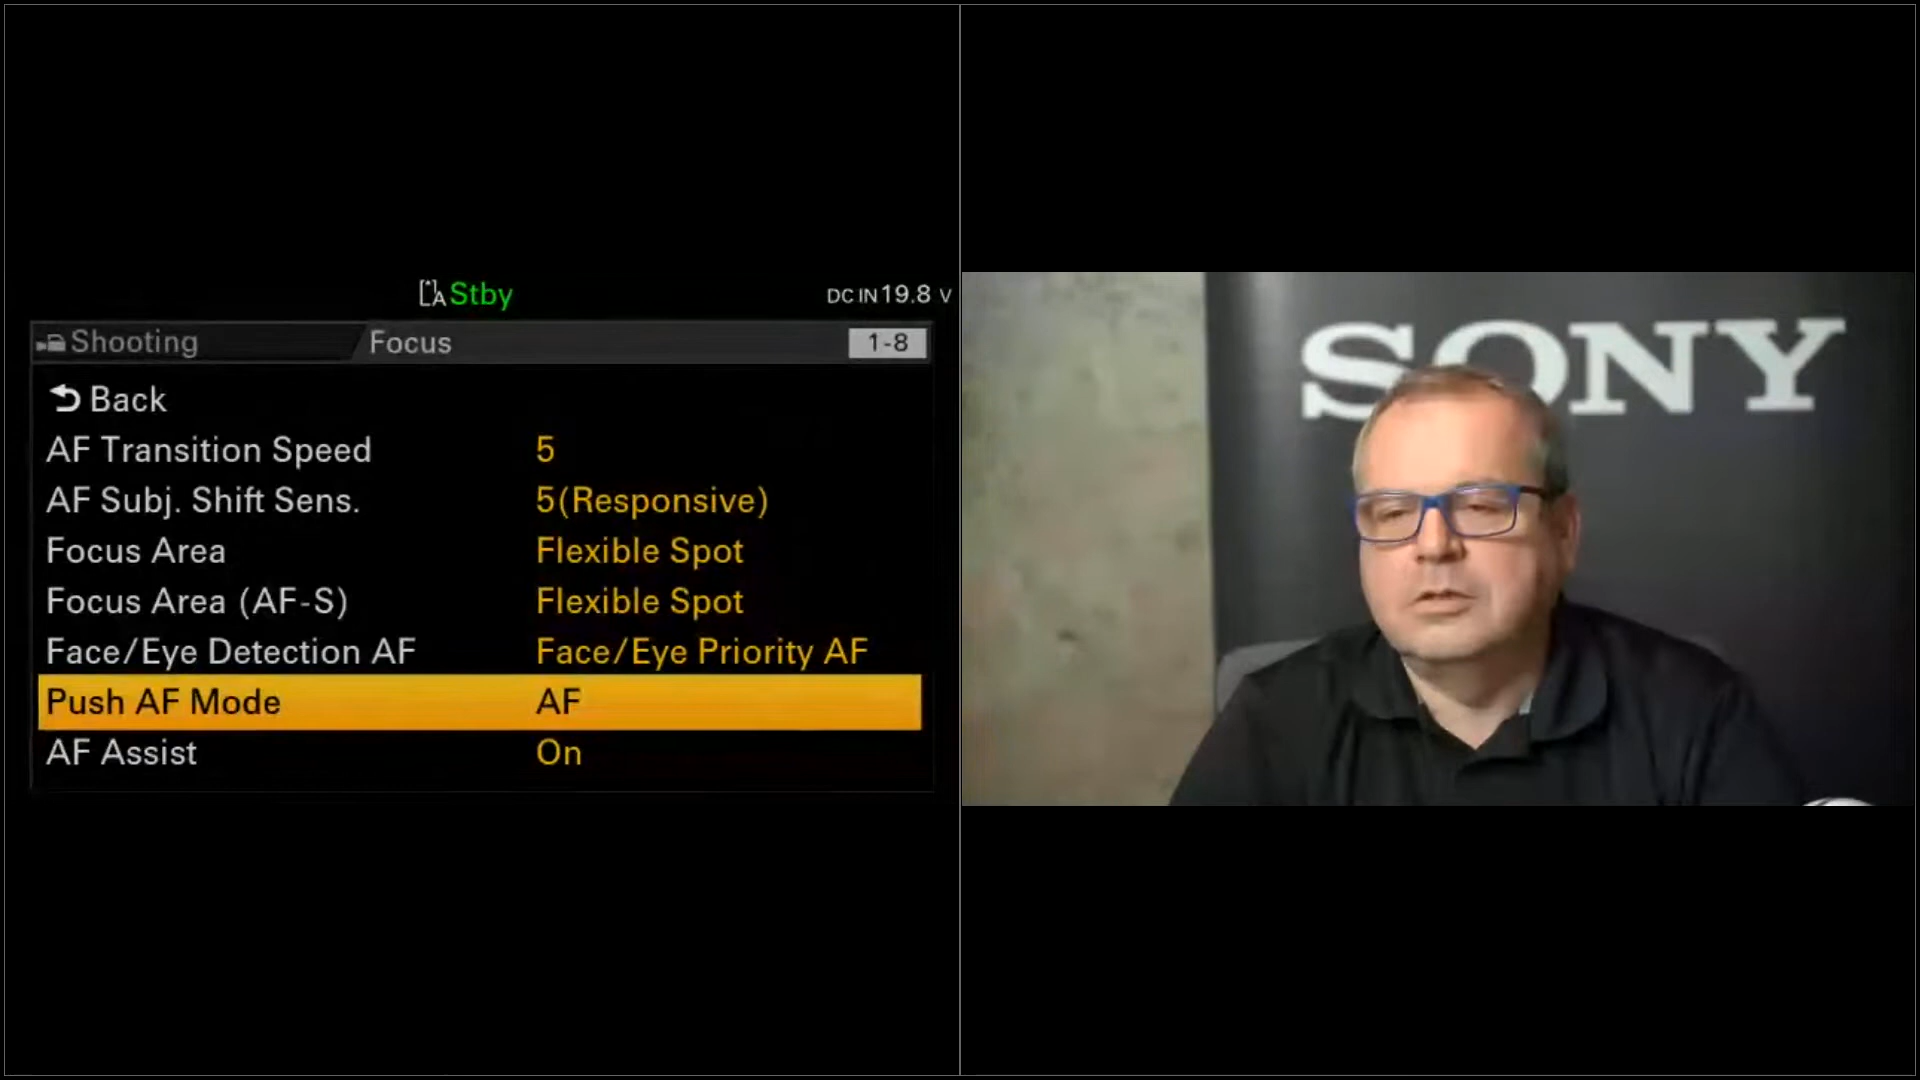 Stby
DC IN 19.8 V
Shooting
Focus
1-8
Back
AF Transition Speed 5
AF Subj. Shift Sens. 5(Responsive)
Focus Area Flexible Spot
Focus Area (AF-S) Flexible Spot
Face/Eye Detection AF Face/Eye Priority AF
Push AF Mode AF
AF Assist On
SONY